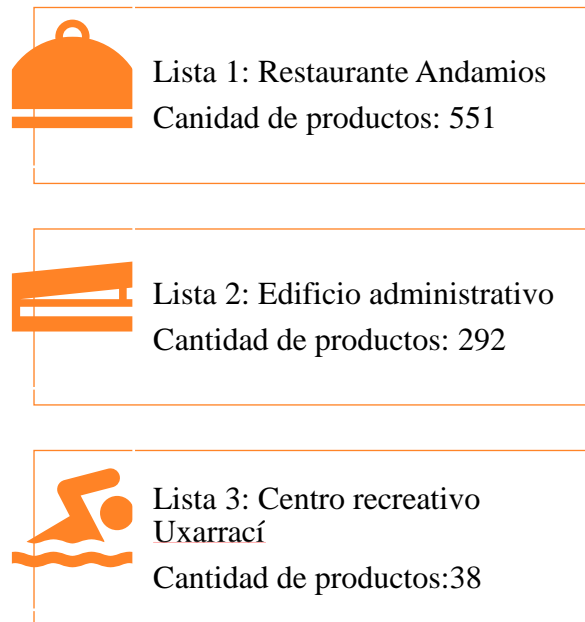 Lista 1: Restaurante Andamios
Canidad de productos: 551
Lista 2: Edificio administrativo
Cantidad de productos: 292
Lista 3: Centro recreativo
Uxarrací
Cantidad de productos:38